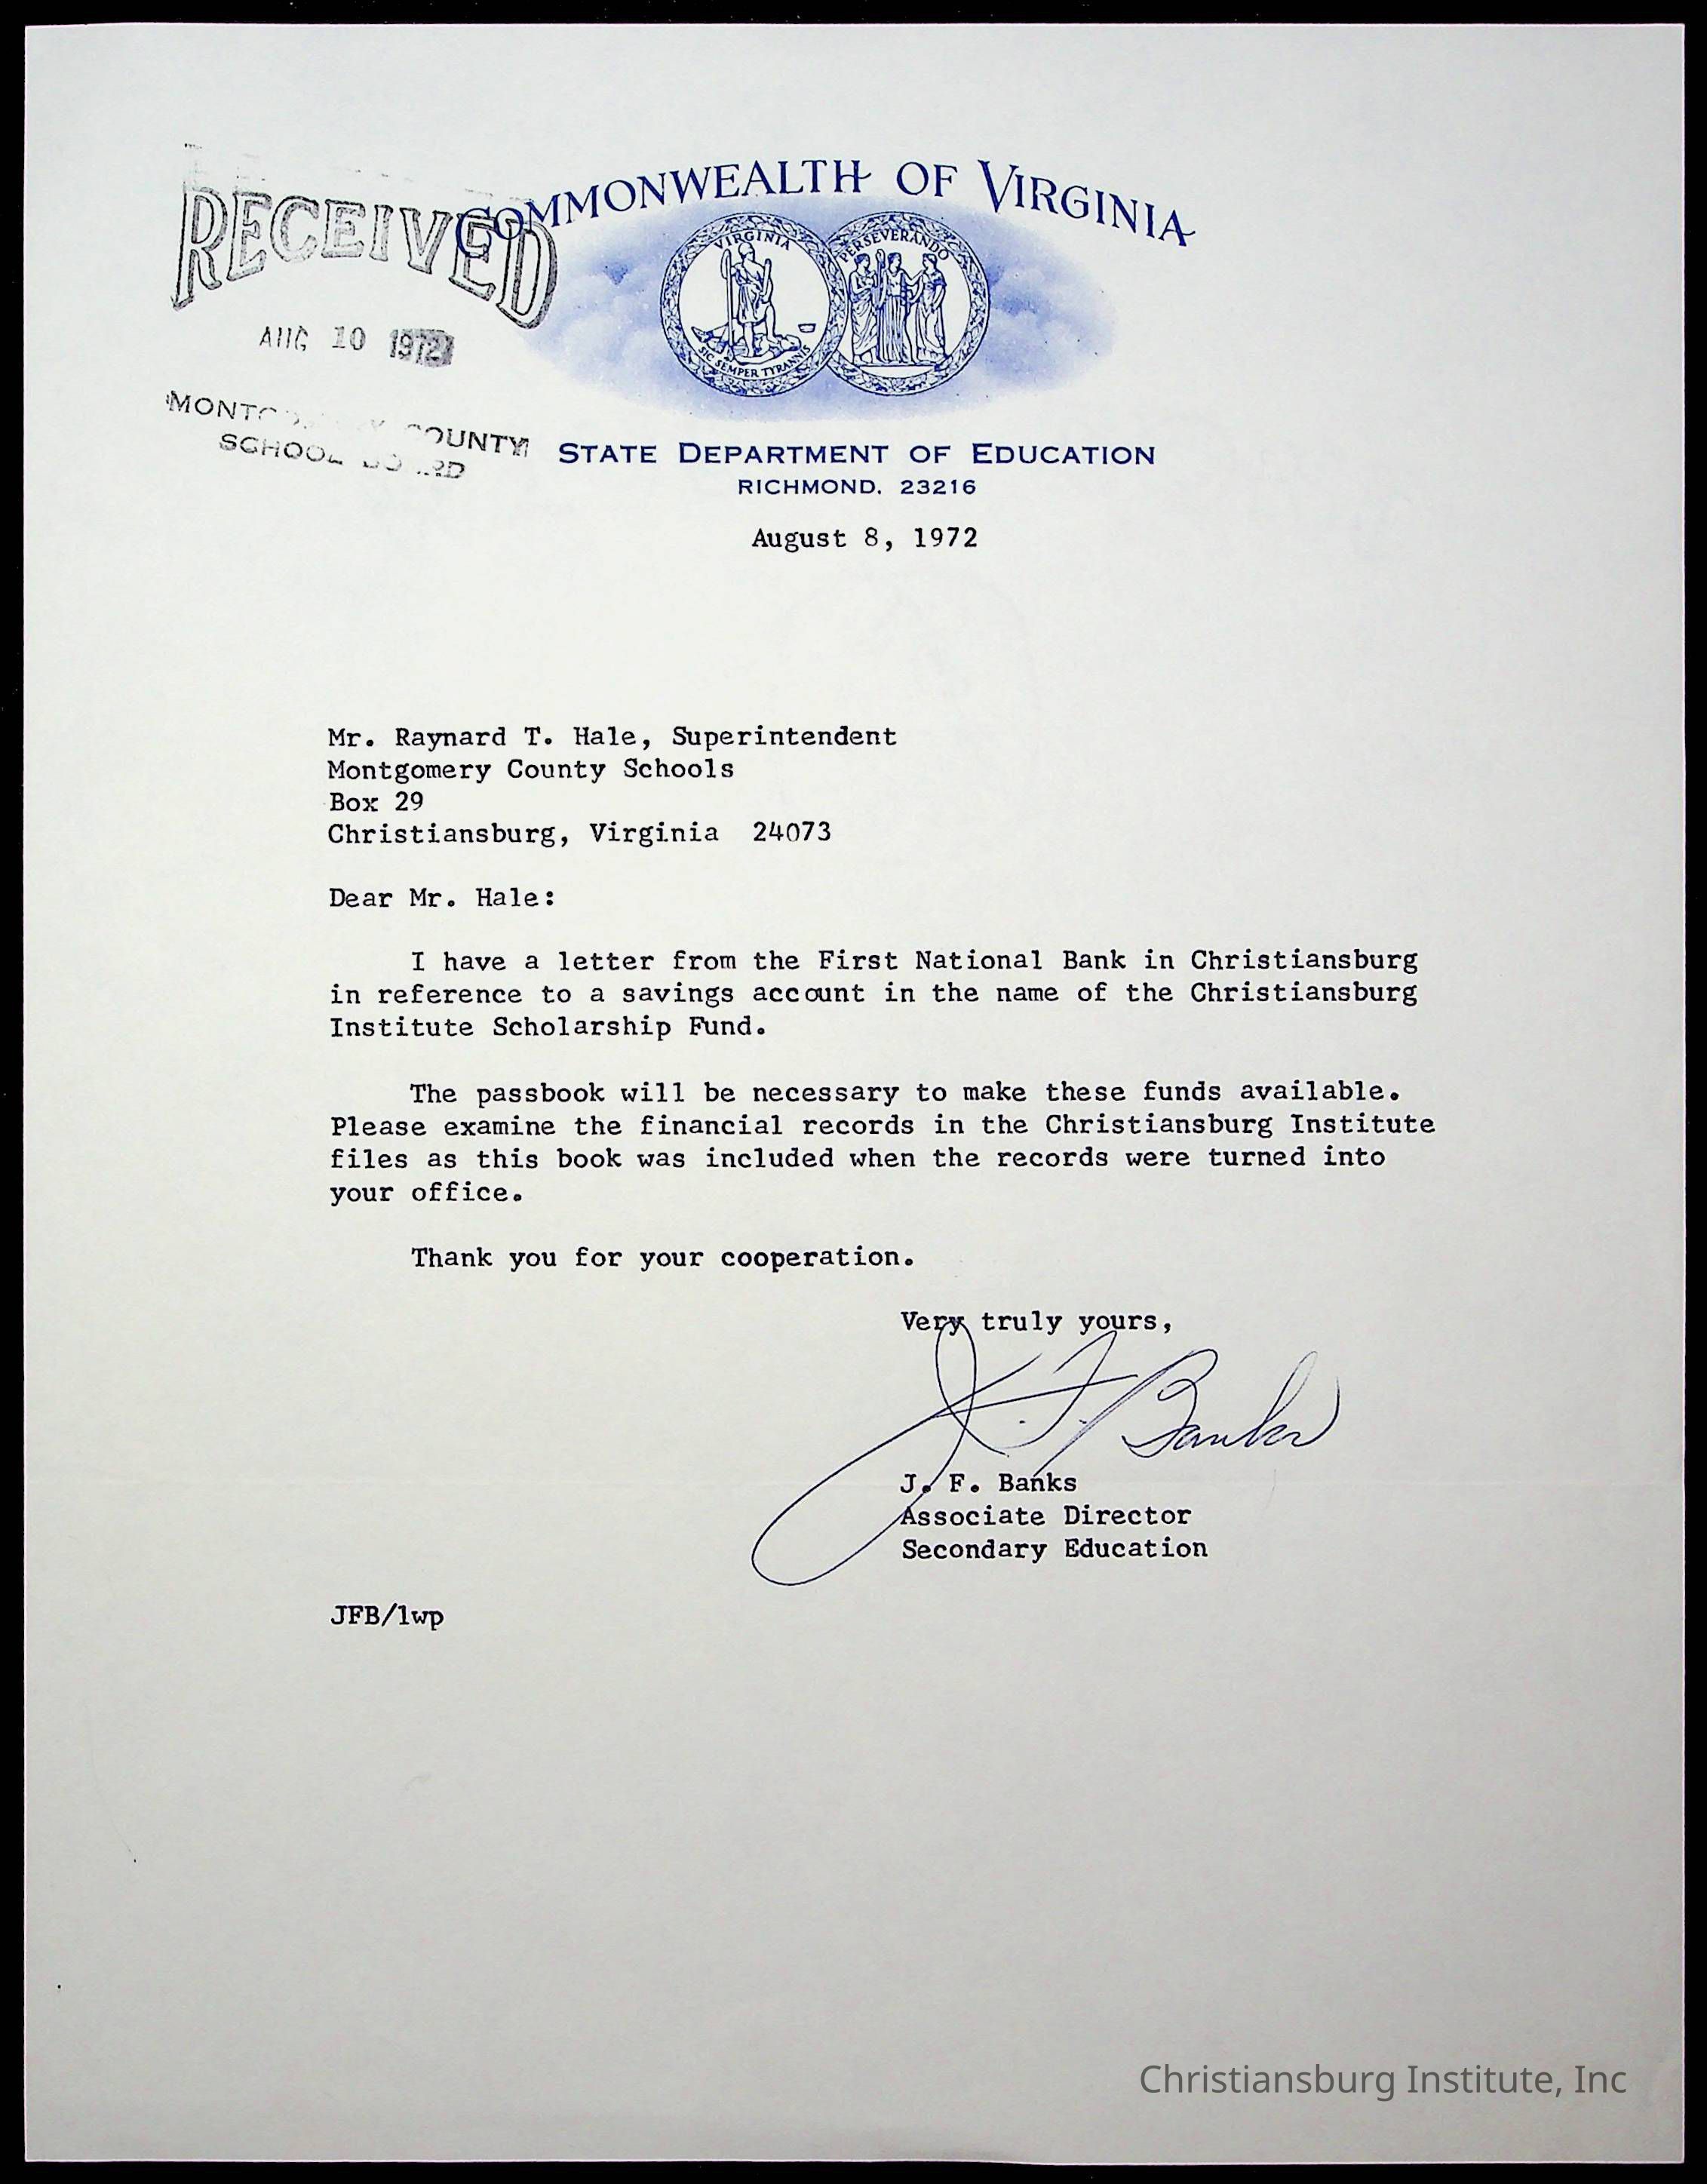 RECEIVED
COMMONWEALTH OF VIRGINIA
VIRGINIA
SIC SEMPER TYRANNIS
PERSEVERANDO
AUG 10 1972
COUNTY
SCHOOL
STATE DEPARTMENT OF EDUCATION
RICHMOND, 23216
August 8, 1972
Mr. Raynard T. Hale, Superintendent
Montgomery County Schools
Box 29
Christiansburg, Virginia 24073
Dear Mr. Hale:
I have a letter from the First National Bank in Christiansburg
in reference to a savings account in the name of the Christiansburg
Institute Scholarship Fund.
The passbook will be necessary to make these funds available.
Please examine the financial records in the Christiansburg Institute
files as this book was included when the records were turned into
your office.
Thank you for your cooperation.
Very truly yours,
J. F. Banks
J. F. Banks
Associate Director
Secondary Education
JFB/lwp
Christiansburg Institute, Inc